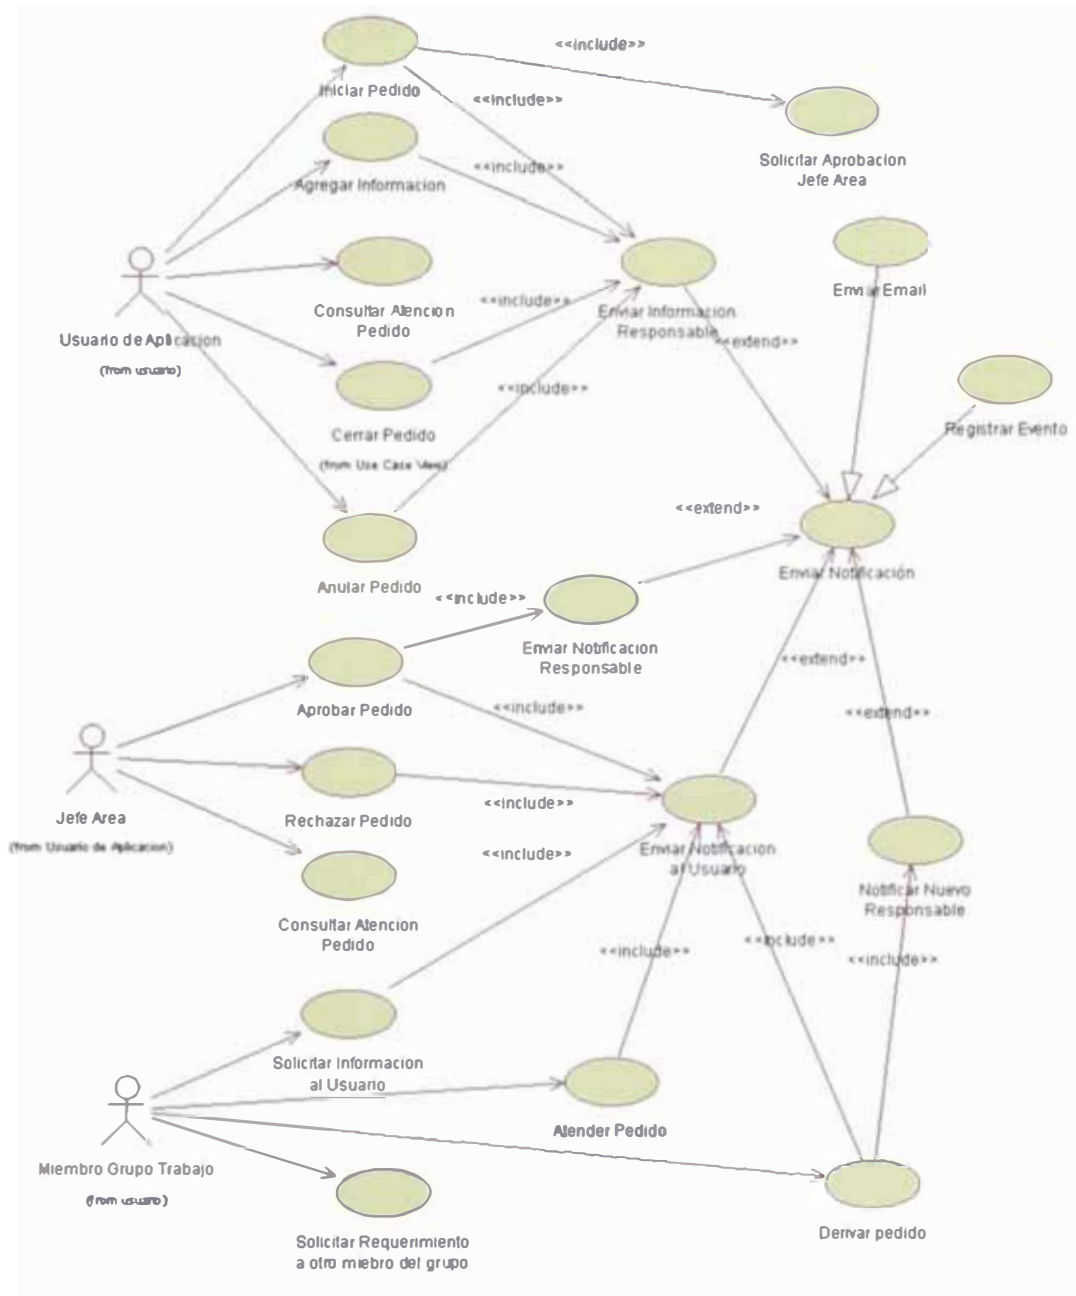 <<include>>
Iniciar Pedido
<<include>>
Solicitar Aprobacion
Jefe Area
<<include>>
Agregar Informacion
Enviar Email
Consultar Atencion
Pedido
<<include>>
Enviar Informacion
Responsable
<<extend>>
Usuario de Aplicacion
(from usuario)
<<include>>
Registrar Evento
Cerrar Pedido
(from Use Case View)
<<extend>>
Enviar Notificación
Anular Pedido
<<include>>
Enviar Notificacion
Responsable
<<extend>>
Aprobar Pedido
<<include>>
<<extend>>
Jefe Area
(from Usuario de Aplicacion)
Rechazar Pedido
<<include>>
<<include>>
Enviar Notificacion
al Usuario
Notificar Nuevo
Responsable
Consultar Atencion
Pedido
<<include>>
<<include>>
<<include>>
Solicitar Informacion
al Usuario
Atender Pedido
Miembro Grupo Trabajo
(from usuario)
Derivar pedido
Solicitar Requerimiento
a otro miebro del grupo